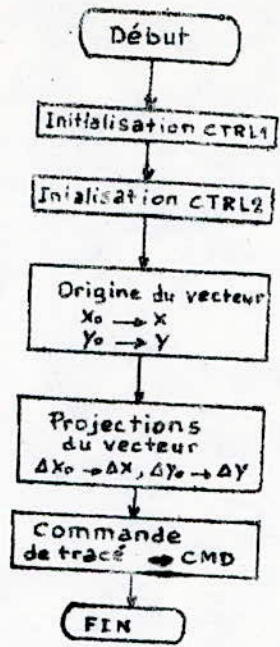 Début
Initialisation CTRL1
Inialisation CTRL2
Origine du vecteur
X₀ → X
Y₀ → Y
Projections
du vecteur
ΔX₀ → ΔX, ΔY₀ → ΔY
Commande
de tracé → CMD
FIN